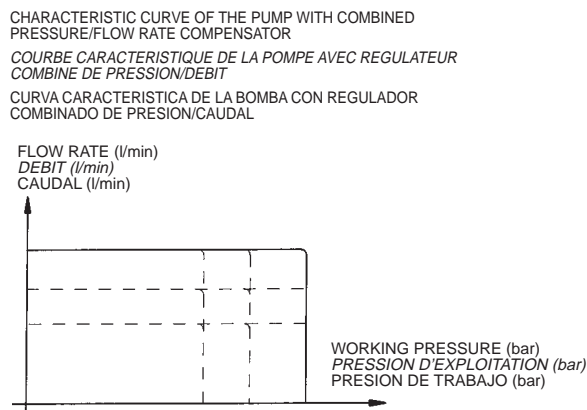 CHARACTERISTIC CURVE OF THE PUMP WITH COMBINED
PRESSURE/FLOW RATE COMPENSATOR
COURBE CARACTERISTIQUE DE LA POMPE AVEC REGULATEUR
COMBINE DE PRESSION/DEBIT
CURVA CARACTERISTICA DE LA BOMBA CON REGULADOR
COMBINADO DE PRESION/CAUDAL
FLOW RATE (l/min)
DEBIT (l/min)
CAUDAL (l/min)
WORKING PRESSURE (bar)
PRESSION D'EXPLOITATION (bar)
PRESION DE TRABAJO (bar)